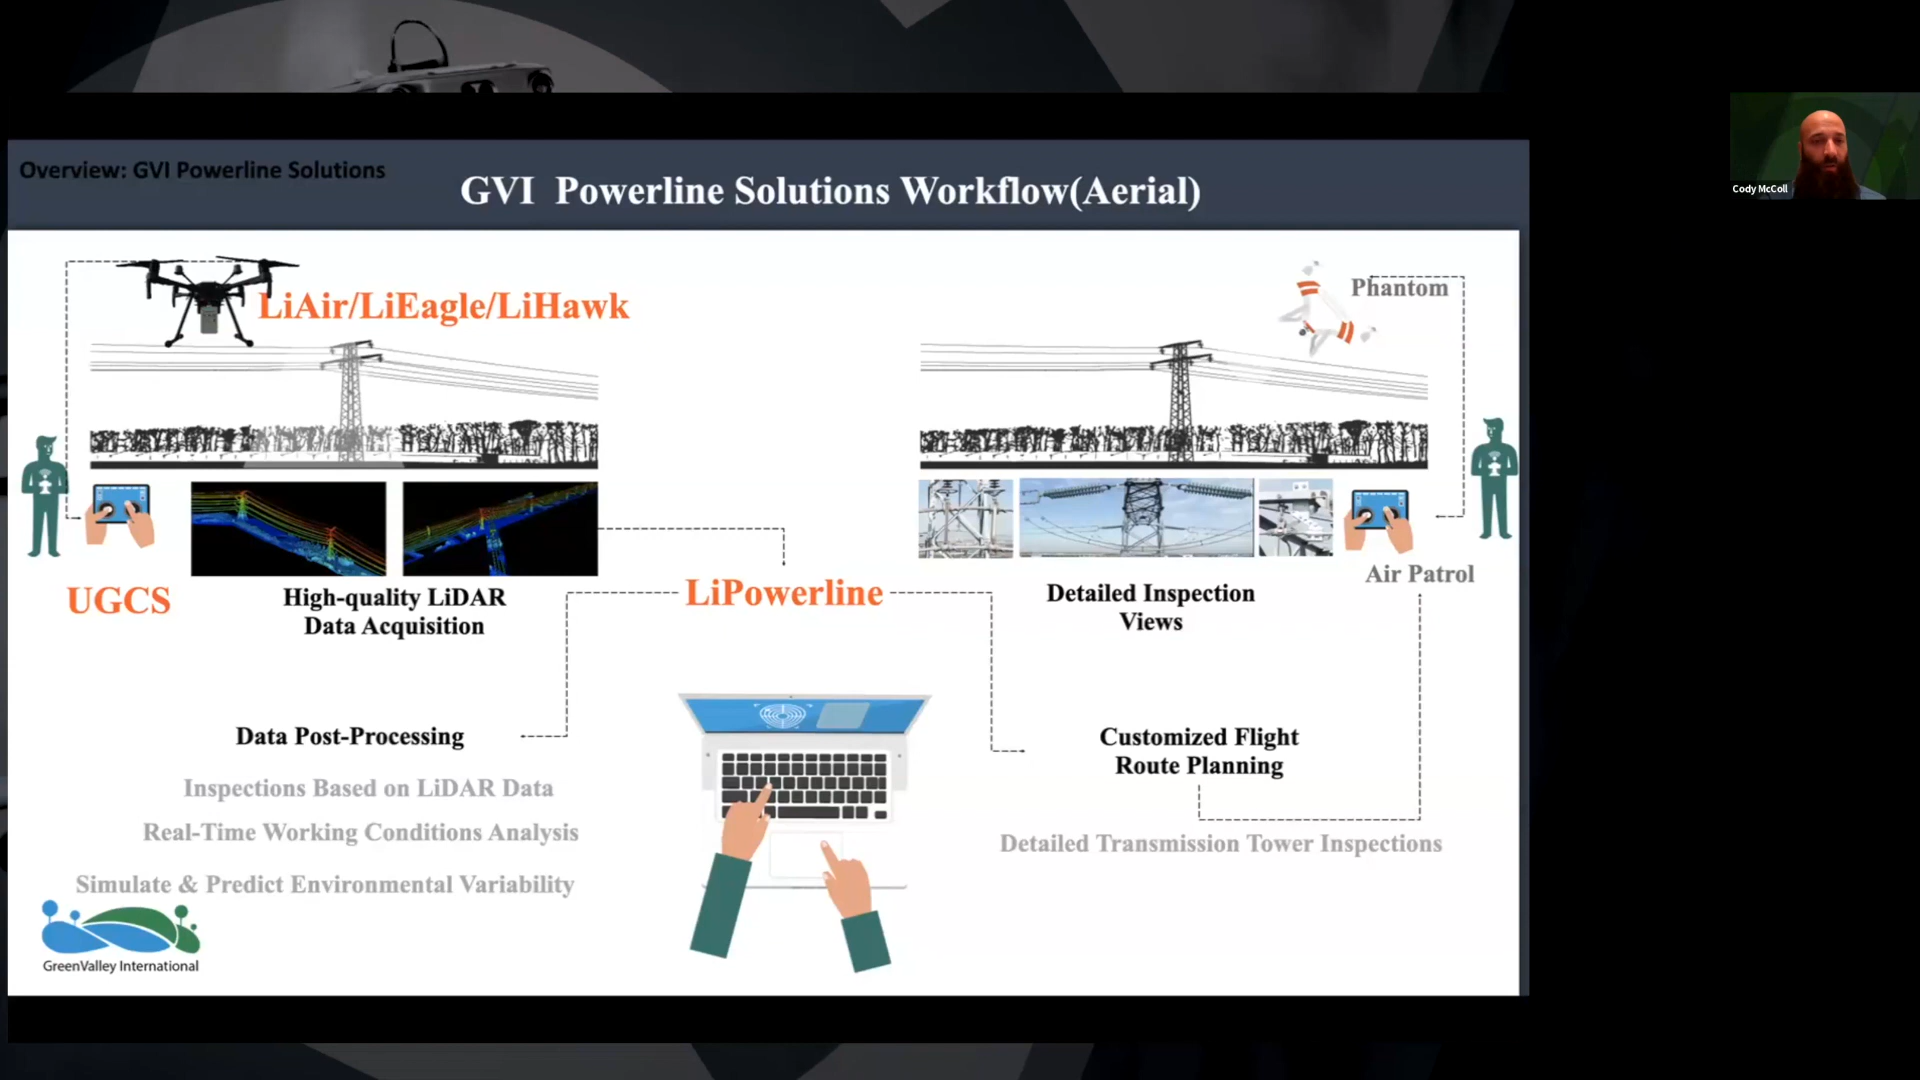 Overview: GVI Powerline Solutions
GVI Powerline Solutions Workflow(Aerial)
Cody McColl
LiAir/LiEagle/LiHawk
Phantom
UGCS
High-quality LiDAR
Data Acquisition
LiPowerline
Detailed Inspection
Views
Air Patrol
Data Post-Processing
Inspections Based on LiDAR Data
Real-Time Working Conditions Analysis
Simulate & Predict Environmental Variability
Customized Flight
Route Planning
Detailed Transmission Tower Inspections
GreenValley International